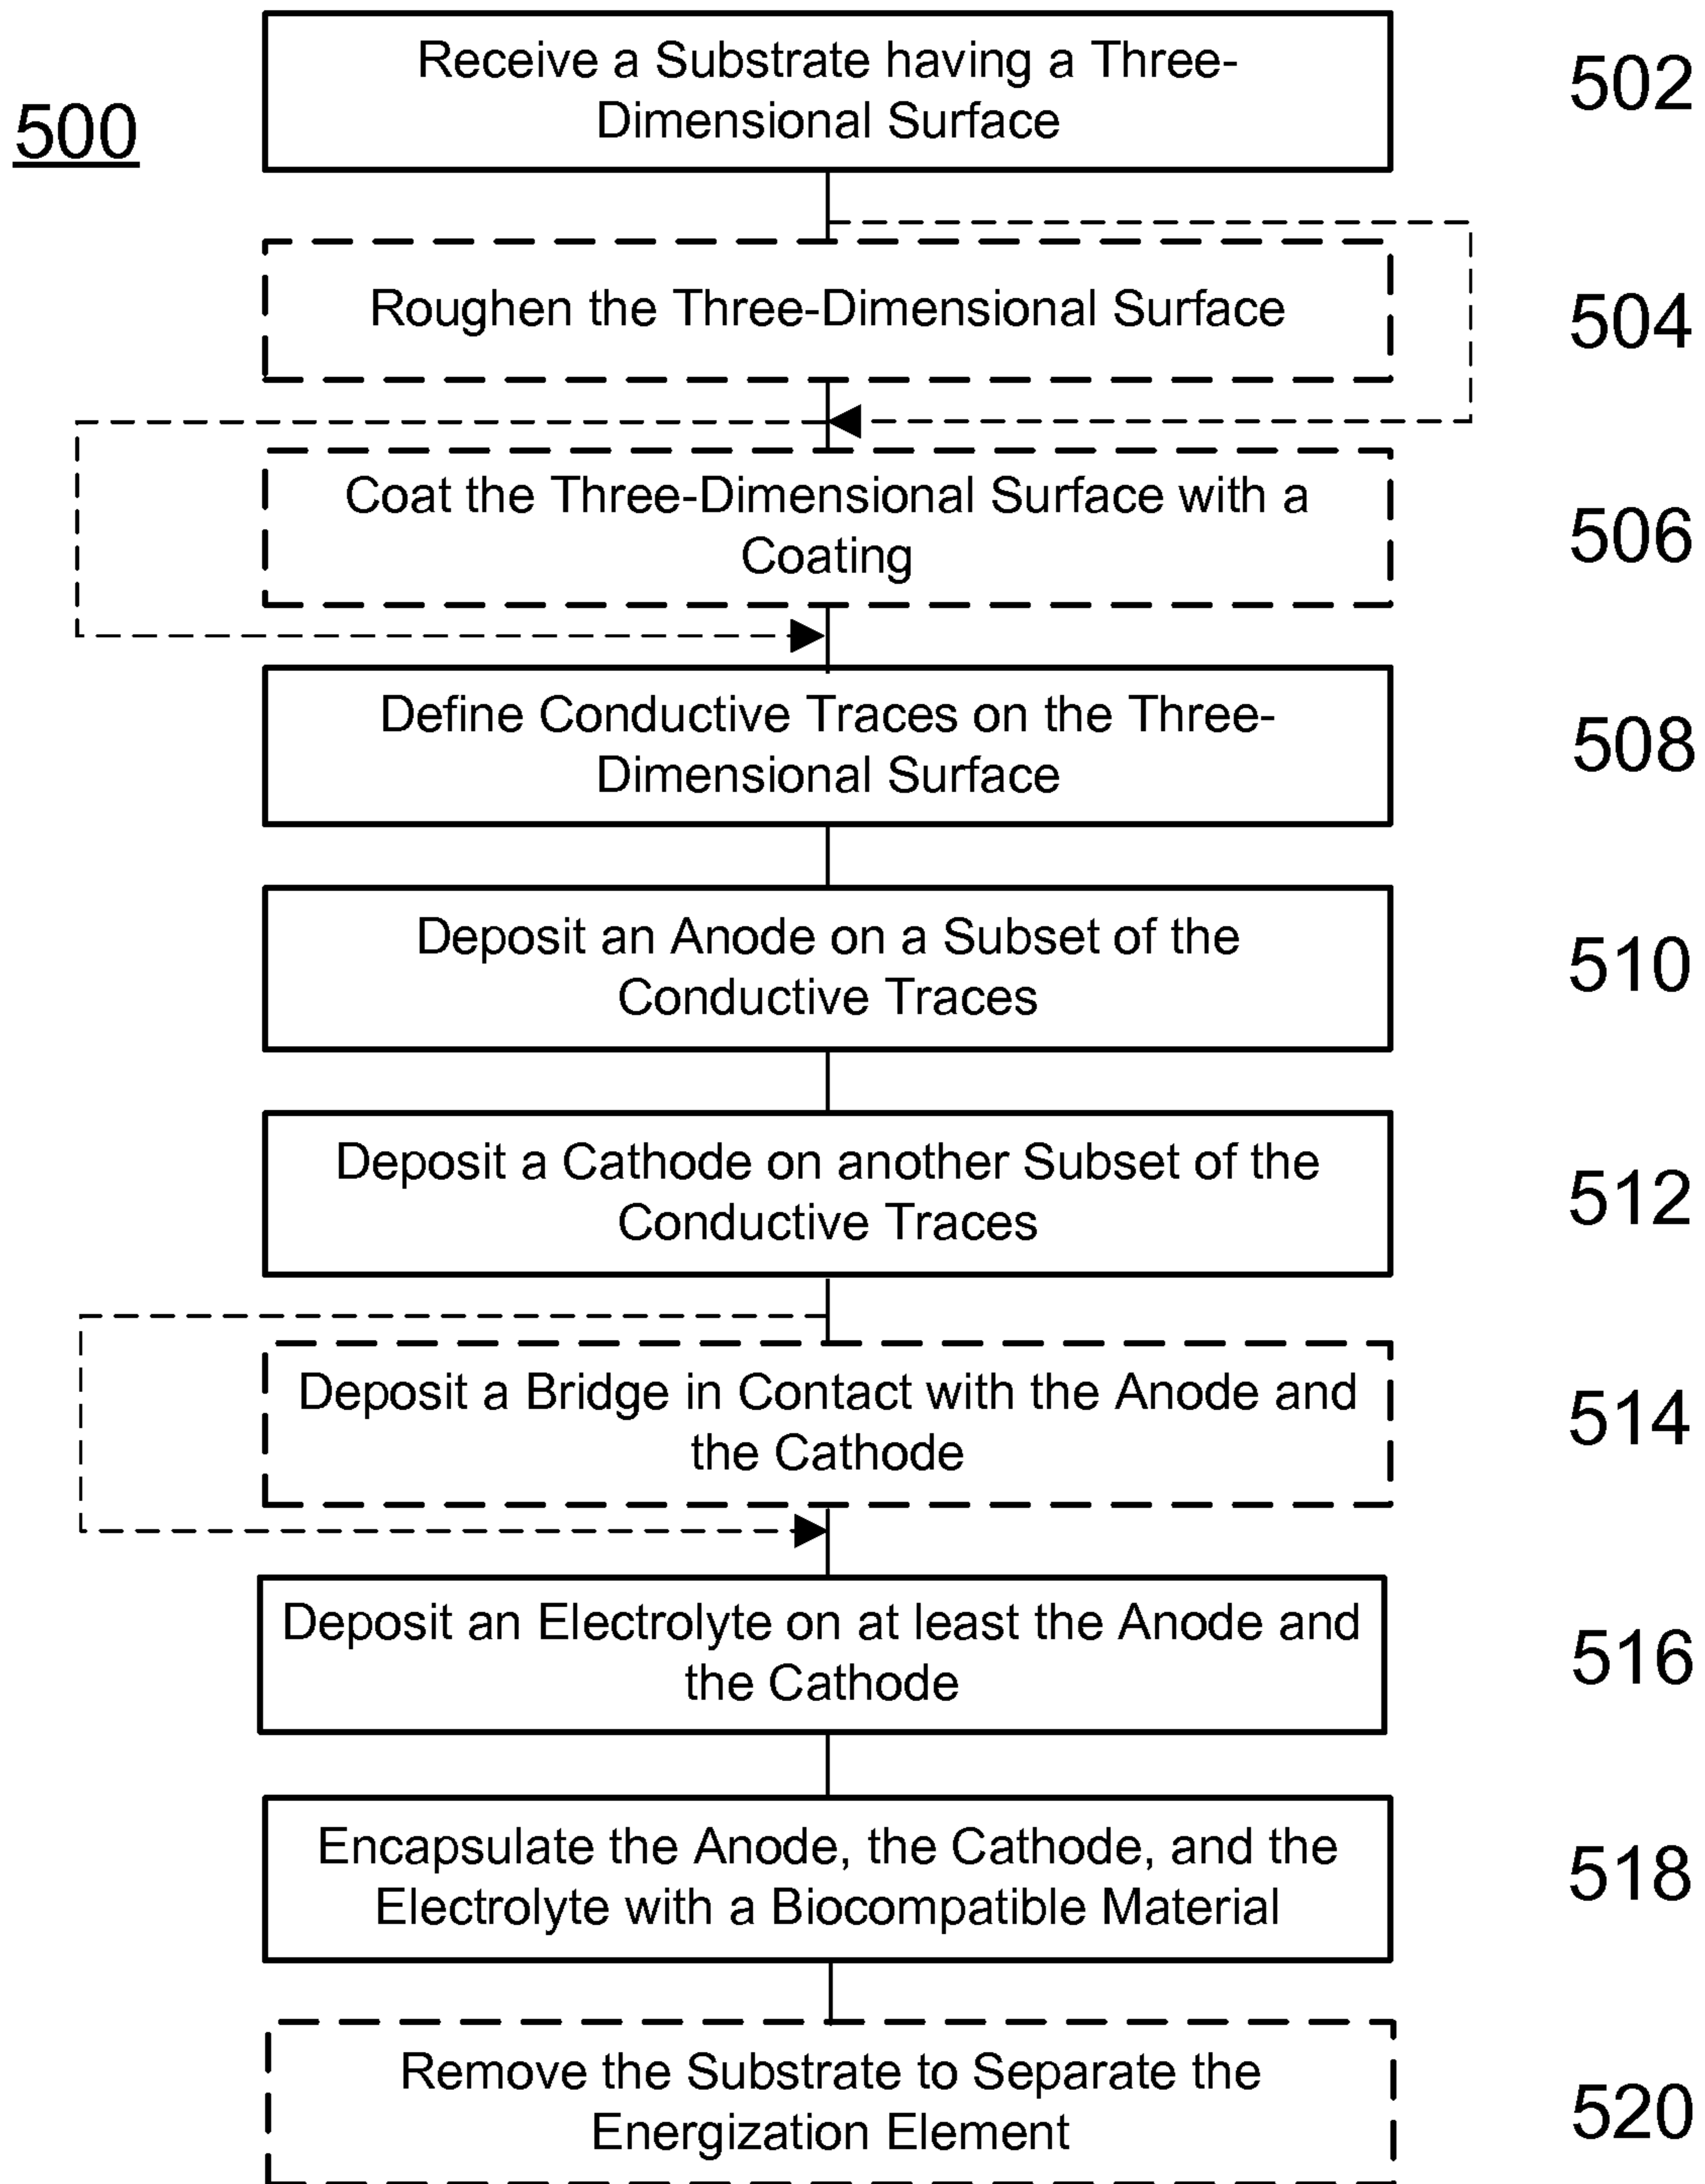 500
Receive a Substrate having a Three-
Dimensional Surface
502
Roughen the Three-Dimensional Surface
504
Coat the Three-Dimensional Surface with a
Coating
506
Define Conductive Traces on the Three-
Dimensional Surface
508
Deposit an Anode on a Subset of the
Conductive Traces
510
Deposit a Cathode on another Subset of the
Conductive Traces
512
Deposit a Bridge in Contact with the Anode and
the Cathode
514
Deposit an Electrolyte on at least the Anode and
the Cathode
516
Encapsulate the Anode, the Cathode, and the
Electrolyte with a Biocompatible Material
518
Remove the Substrate to Separate the
Energization Element
520